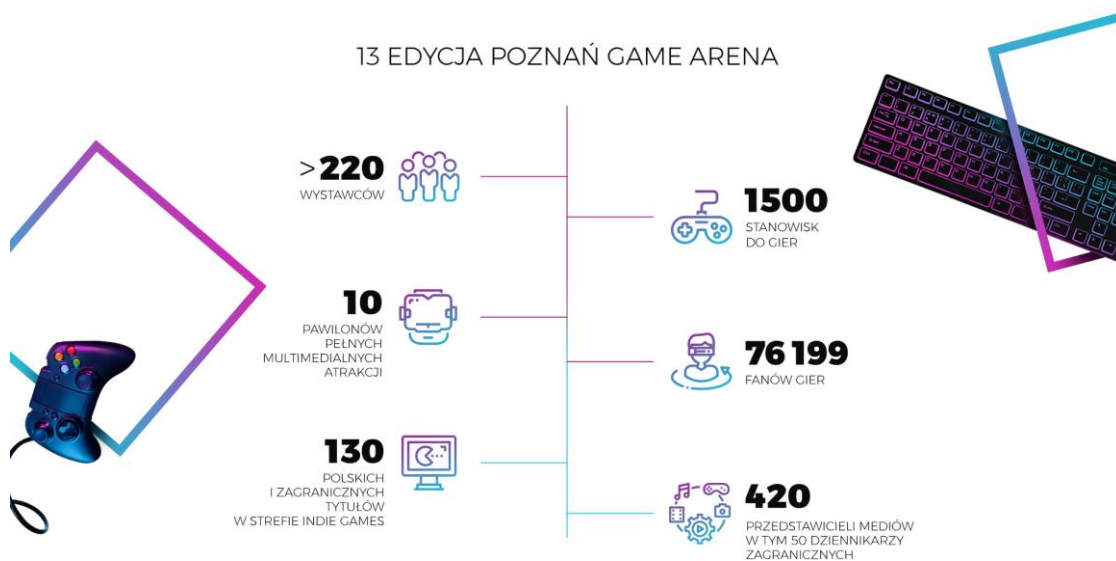 13 EDYCJA POZNAŃ GAME ARENA
>220
WYSTAWCÓW
1500
STANOWISK
DO GIER
10
PAWILONÓW
PEŁNYCH
MULTIMEDIALNYCH
ATRAKCJI
76 199
FANÓW GIER
130
POLSKICH
I ZAGRANICZNYCH
TYTUŁÓW
W STREFIE INDIE GAMES
420
PRZEDSTAWICIELI MEDIÓW
W TYM 50 DZIENNIKARZY
ZAGRANICZNYCH